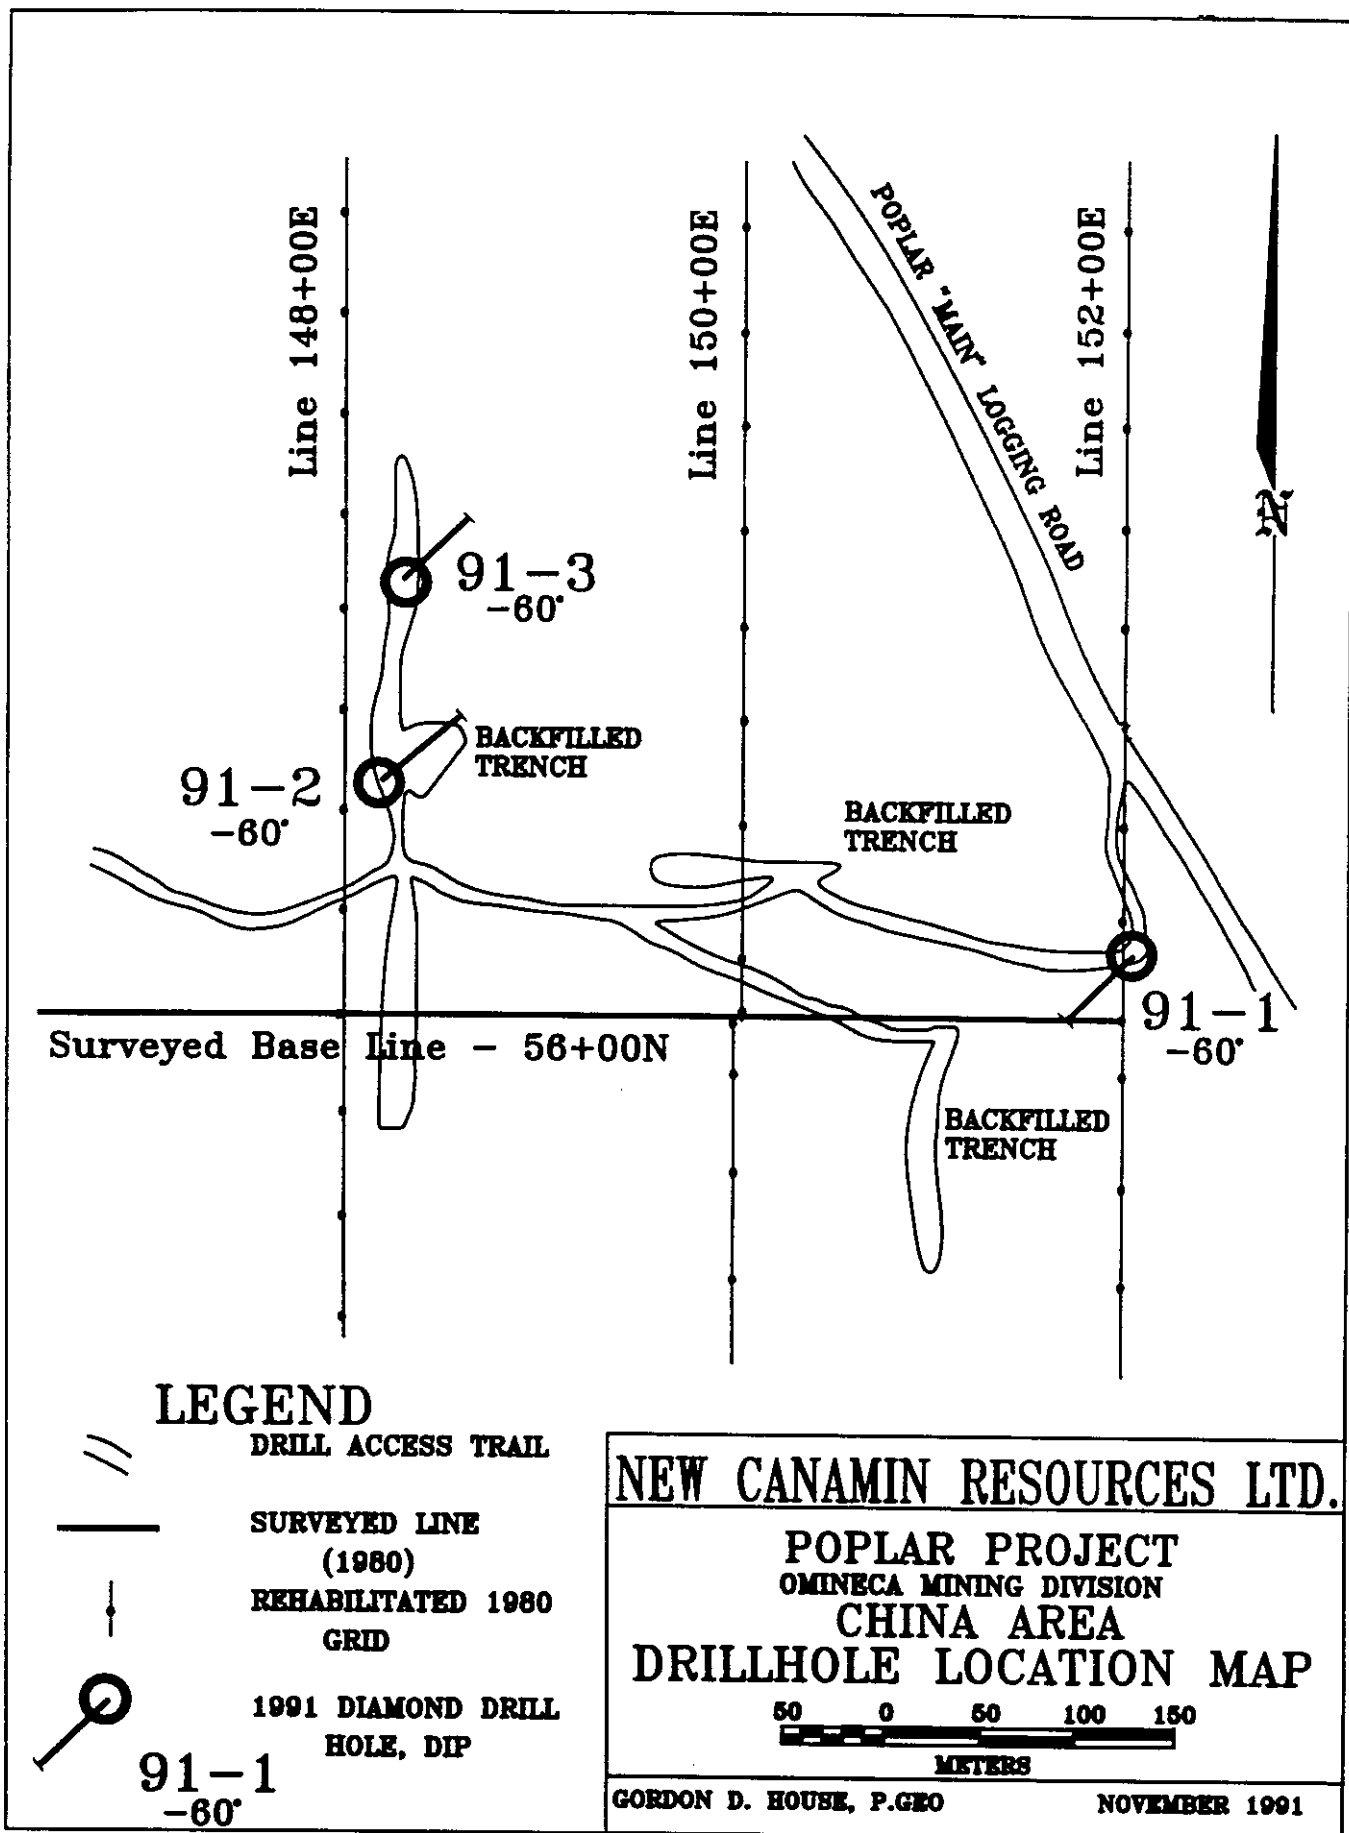 Line 148+00E
Line 150+00E
Line 152+00E
POPLAR "MAIN" LOGGING ROAD
N
91-3
-60°
BACKFILLED
TRENCH
91-2
-60°
BACKFILLED
TRENCH
91-1
-60°
Surveyed Base Line - 56+00N
BACKFILLED
TRENCH
LEGEND
DRILL ACCESS TRAIL
SURVEYED LINE
(1980)
REHABILITATED 1980
GRID
1991 DIAMOND DRILL
HOLE, DIP
91-1
-60°
NEW CANAMIN RESOURCES LTD.
POPLAR PROJECT
OMINECA MINING DIVISION
CHINA AREA
DRILLHOLE LOCATION MAP
50 0 50 100 150
METERS
GORDON D. HOUSE, P.GEO NOVEMBER 1991